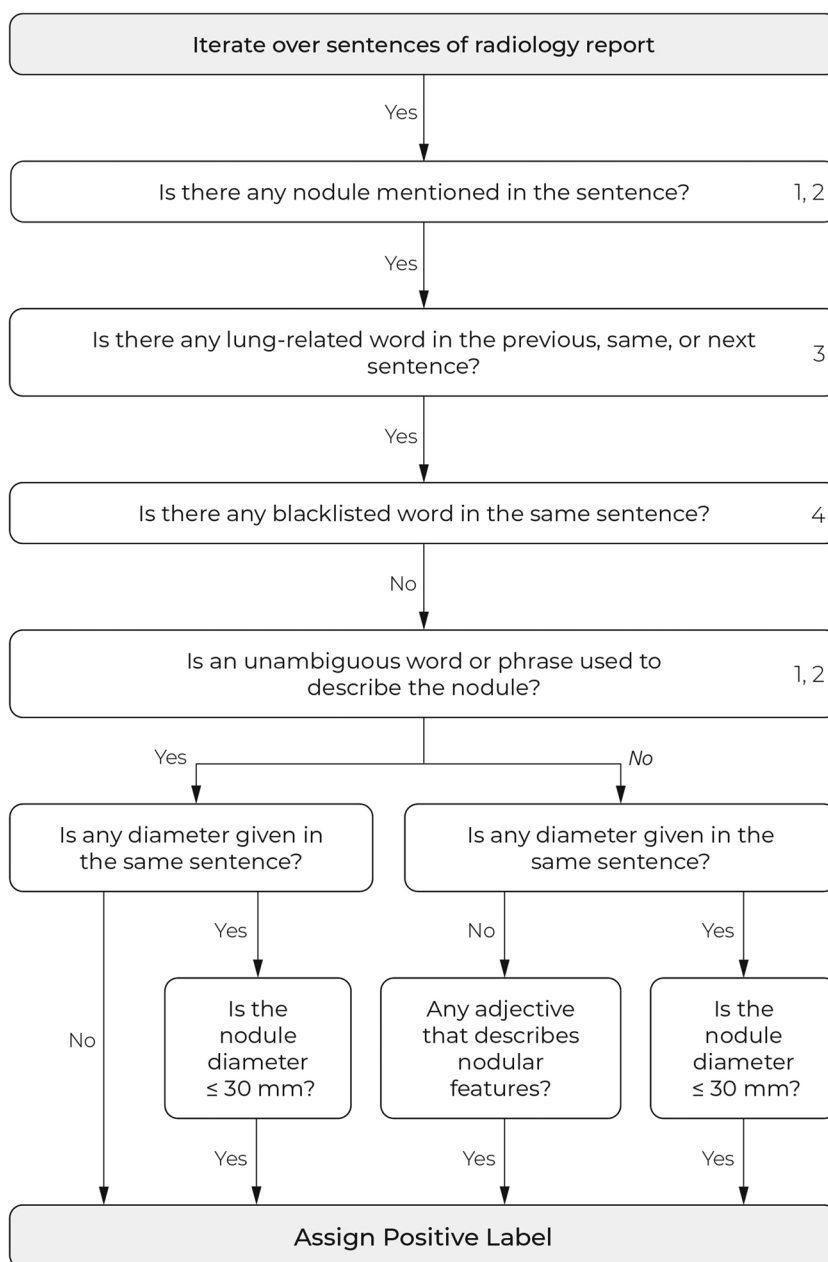 Iterate over sentences of radiology report
Yes
Is there any nodule mentioned in the sentence?
1, 2
Yes
Is there any lung-related word in the previous, same, or next
sentence?
3
Yes
Is there any blacklisted word in the same sentence?
4
No
Is an unambiguous word or phrase used to
describe the nodule?
1, 2
Yes
No
Is any diameter given in
the same sentence?
Is any diameter given in the
same sentence?
Yes
No
Yes
No
Is the
nodule
diameter
≤ 30 mm?
Any adjective
that describes
nodular
features?
Is the
nodule
diameter
≤ 30 mm?
Yes
Yes
Yes
Assign Positive Label